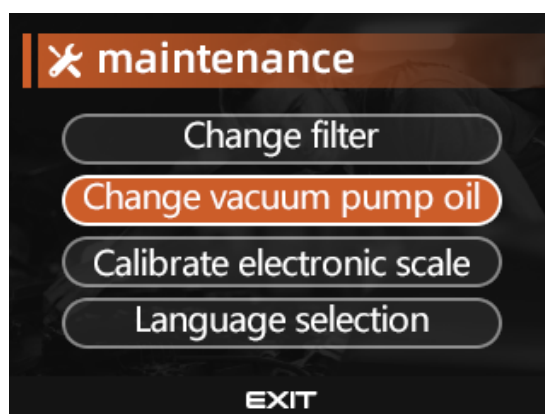 maintenance
Change filter
Change vacuum pump oil
Calibrate electronic scale
Language selection
EXIT